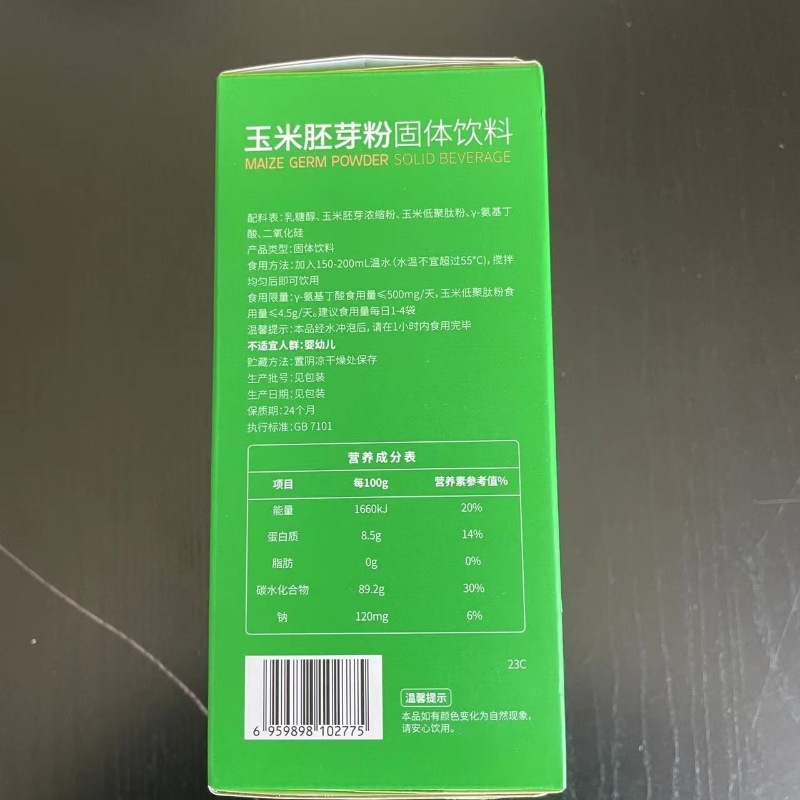 玉米胚芽粉固体饮料
MAIZE GERM POWDER SOLID BEVERAGE
配料表:乳糖醇、玉米胚芽浓缩粉、玉米低聚肽粉、γ-氨基丁
酸、二氧化硅
产品类型:固体饮料
食用方法:加入150-200mL温水(水温不宜超过55°C),搅拌
均匀后即可饮用
食用限量:γ-氨基丁酸食用量≤500mg/天,玉米低聚肽粉食
用量≤4.5g/天。建议食用量每日1-4袋
温馨提示:本品经水冲泡后,请在1小时内食用完毕
不适宜人群:婴幼儿
贮藏方法:置阴凉干燥处保存
生产批号:见包装
生产日期:见包装
保质期:24个月
执行标准:GB 7101
营养成分表
项目 每100g 营养素参考值%
能量 1660kJ 20%
蛋白质 8.5g 14%
脂肪 0g 0%
碳水化合物 89.2g 30%
钠 120mg 6%
23C
6 959898 102775
温馨提示
本品如有颜色变化为自然现象,
请安心饮用。